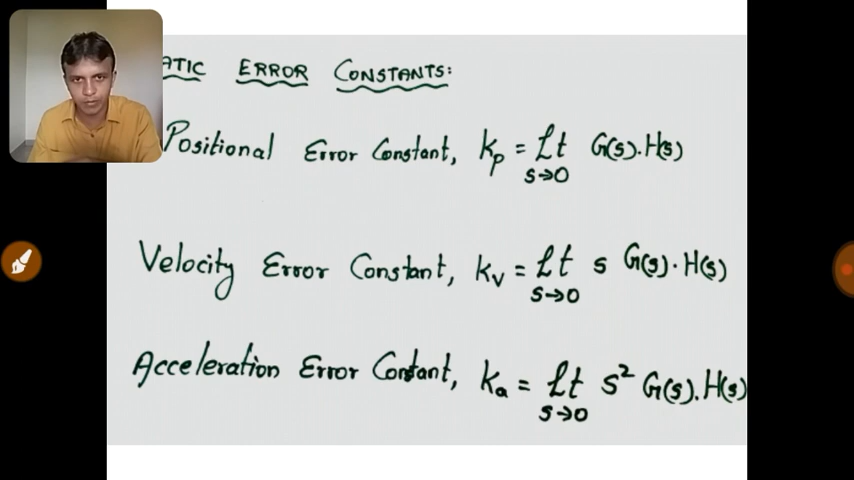 ATIC ERROR CONSTANTS:
Positional Error Constant, Kp = Lt s→0 G(s).H(s)
Velocity Error Constant, Kv = Lt s→0 s G(s).H(s)
Acceleration Error Constant, Ka = Lt s→0 s² G(s).H(s)